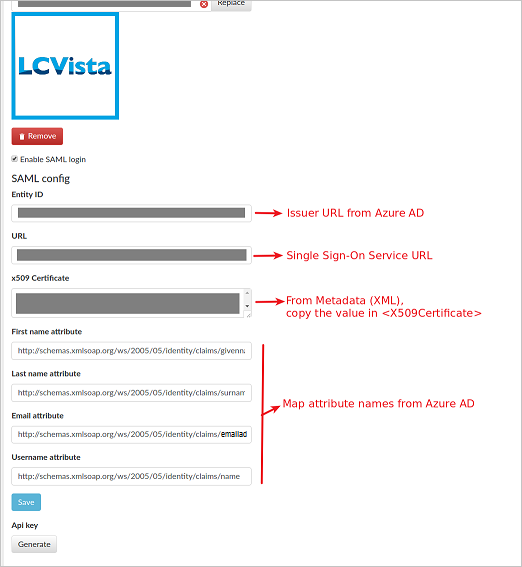 Replace
LCVista
Remove
Enable SAML login
SAML config
Entity ID
Issuer URL from Azure AD
URL
Single Sign-On Service URL
x509 Certificate
From Metadata (XML),
copy the value in <X509Certificate>
First name attribute
http://schemas.xmlsoap.org/ws/2005/05/identity/claims/givenna
Last name attribute
http://schemas.xmlsoap.org/ws/2005/05/identity/claims/surnam
Map attribute names from Azure AD
Email attribute
http://schemas.xmlsoap.org/ws/2005/05/identity/claims/emailad
Username attribute
http://schemas.xmlsoap.org/ws/2005/05/identity/claims/name
Save
Api key
Generate